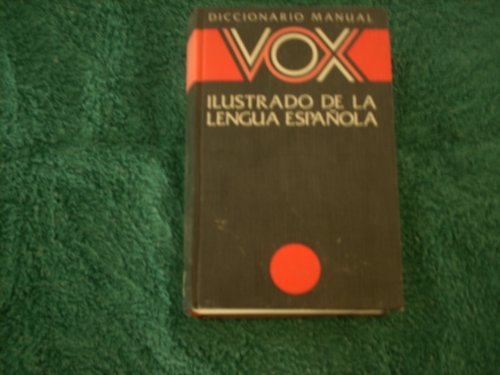 DICCIONARIO MANUAL
VOX
ILUSTRADO DE LA
LENGUA ESPAÑOLA